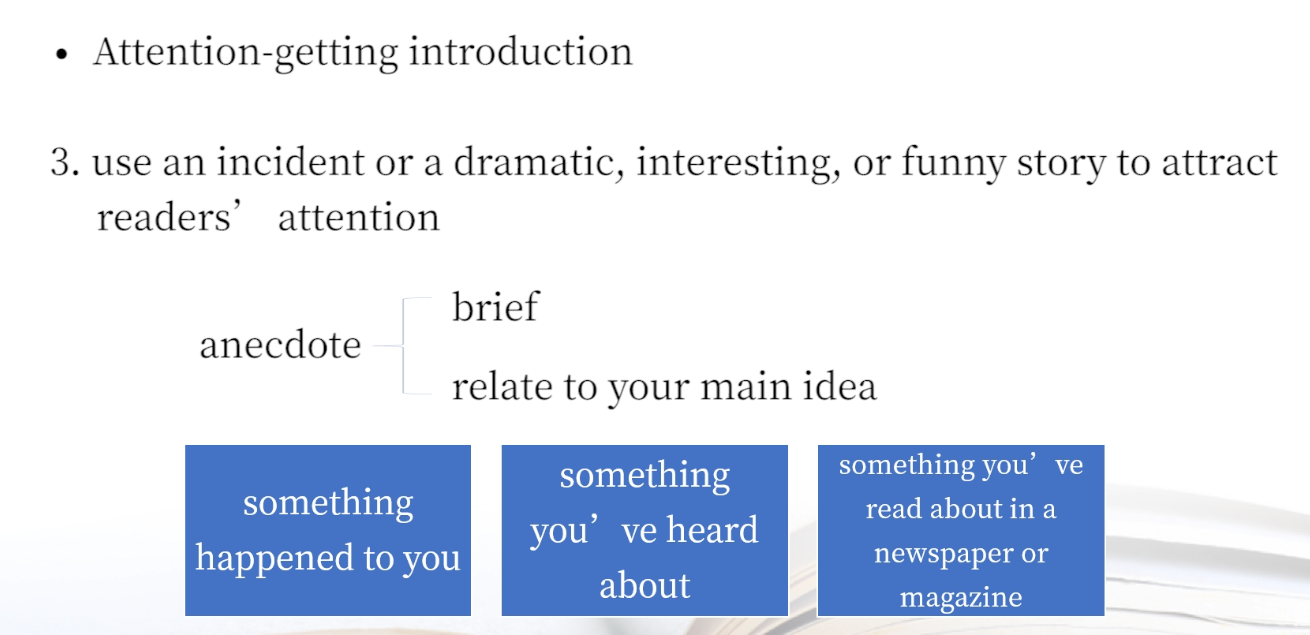 • Attention-getting introduction
3. use an incident or a dramatic, interesting, or funny story to attract
readers’ attention
brief
anecdote
relate to your main idea
something
happened to you
something
you’ ve heard
about
something you’ ve
read about in a
newspaper or
magazine